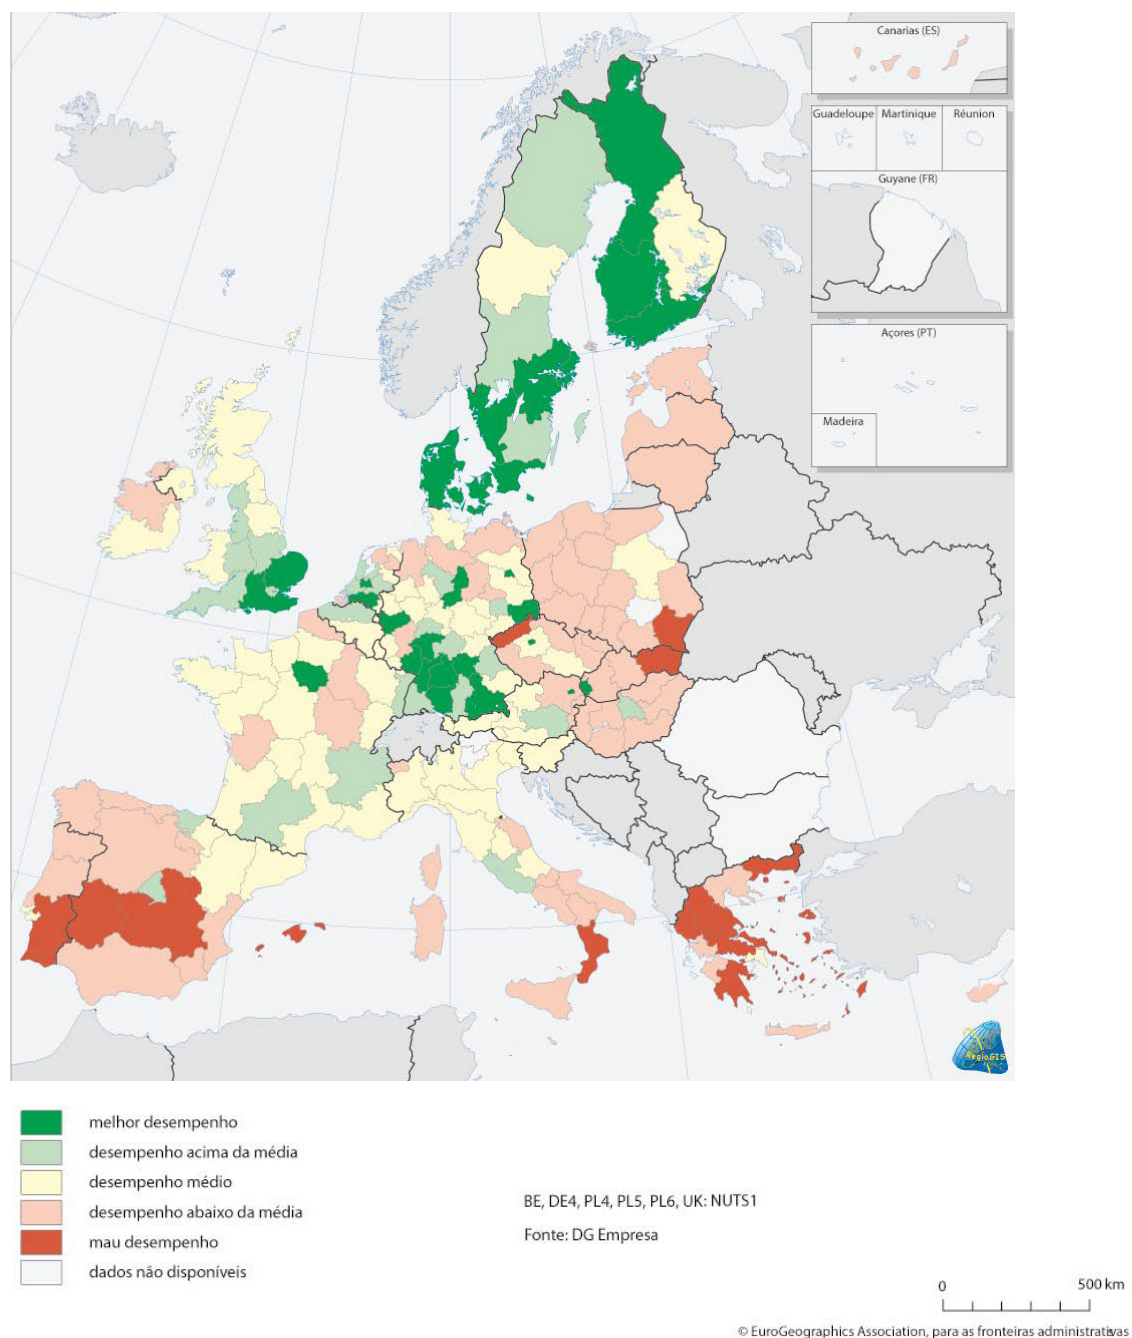 Canarias (ES)
Guadeloupe
Martinique
Réunion
Guyane (FR)
Açores (PT)
Madeira
RegioGIS
melhor desempenho
desempenho acima da média
desempenho médio
desempenho abaixo da média
mau desempenho
dados não disponíveis
BE, DE4, PL4, PL5, PL6, UK: NUTS1
Fonte: DG Empresa
0 500 km
© EuroGeographics Association, para as fronteiras administrativas